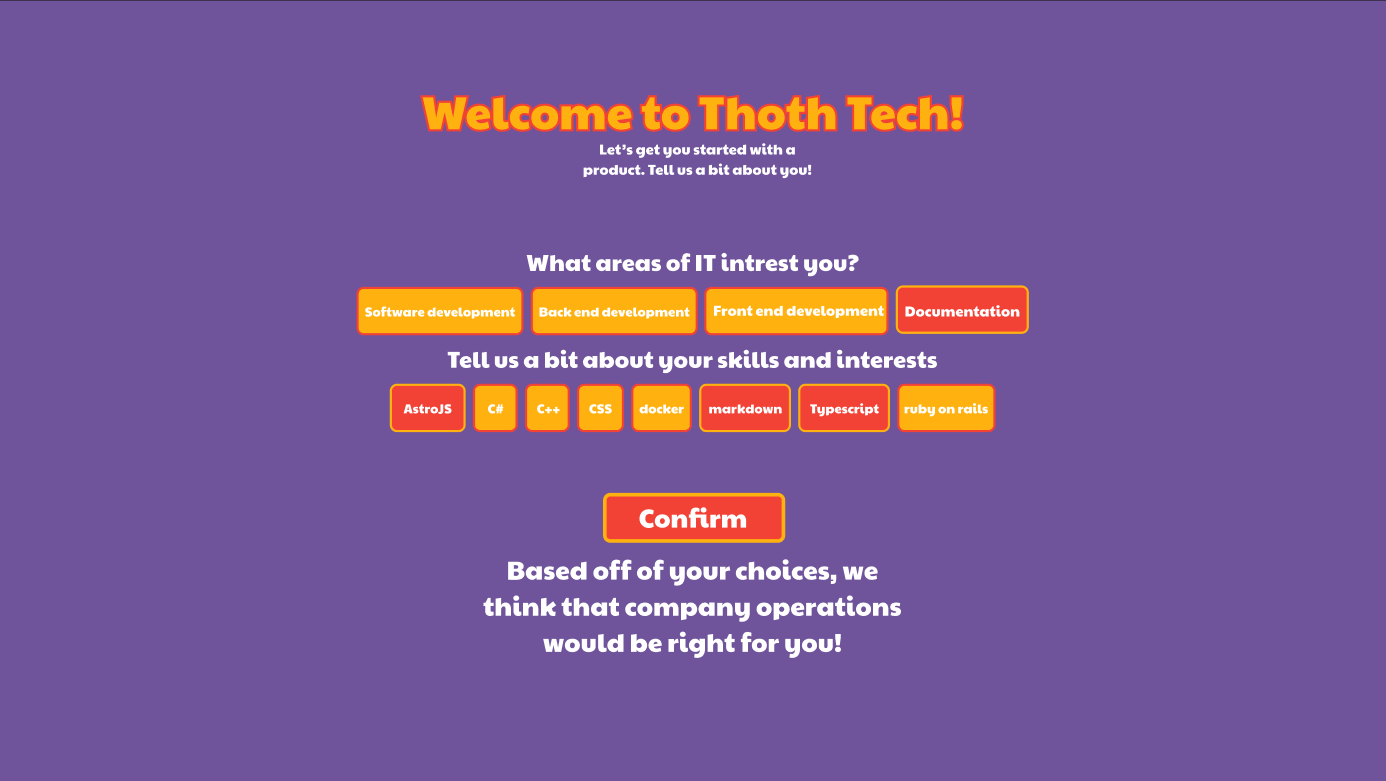 Welcome to Thoth Tech!
Let's get you started with a
product. Tell us a bit about you!
What areas of IT intrest you?
Software development Back end development Front end development Documentation
Tell us a bit about your skills and interests
AstroJS C# C++ CSS docker markdown Typescript ruby on rails
Confirm
Based off of your choices, we
think that company operations
would be right for you!